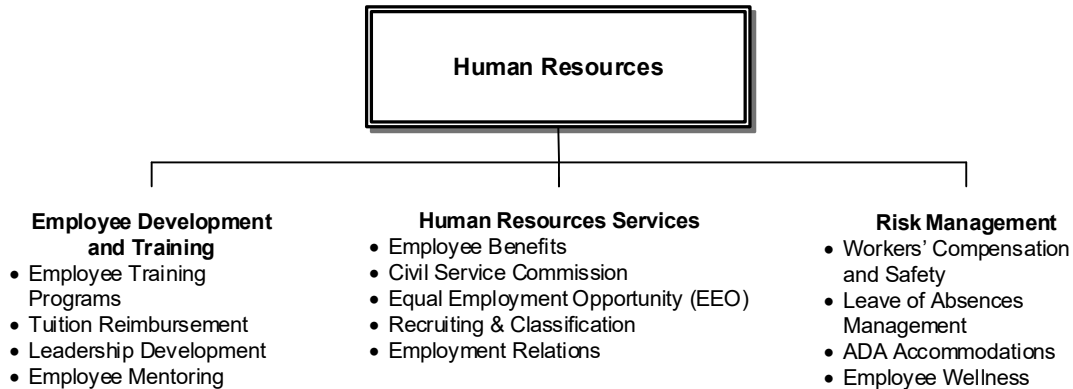 Human Resources
Employee Development
and Training
• Employee Training
Programs
• Tuition Reimbursement
• Leadership Development
• Employee Mentoring
Human Resources Services
• Employee Benefits
• Civil Service Commission
• Equal Employment Opportunity (EEO)
• Recruiting & Classification
• Employment Relations
Risk Management
• Workers’ Compensation
and Safety
• Leave of Absences
Management
• ADA Accommodations
• Employee Wellness